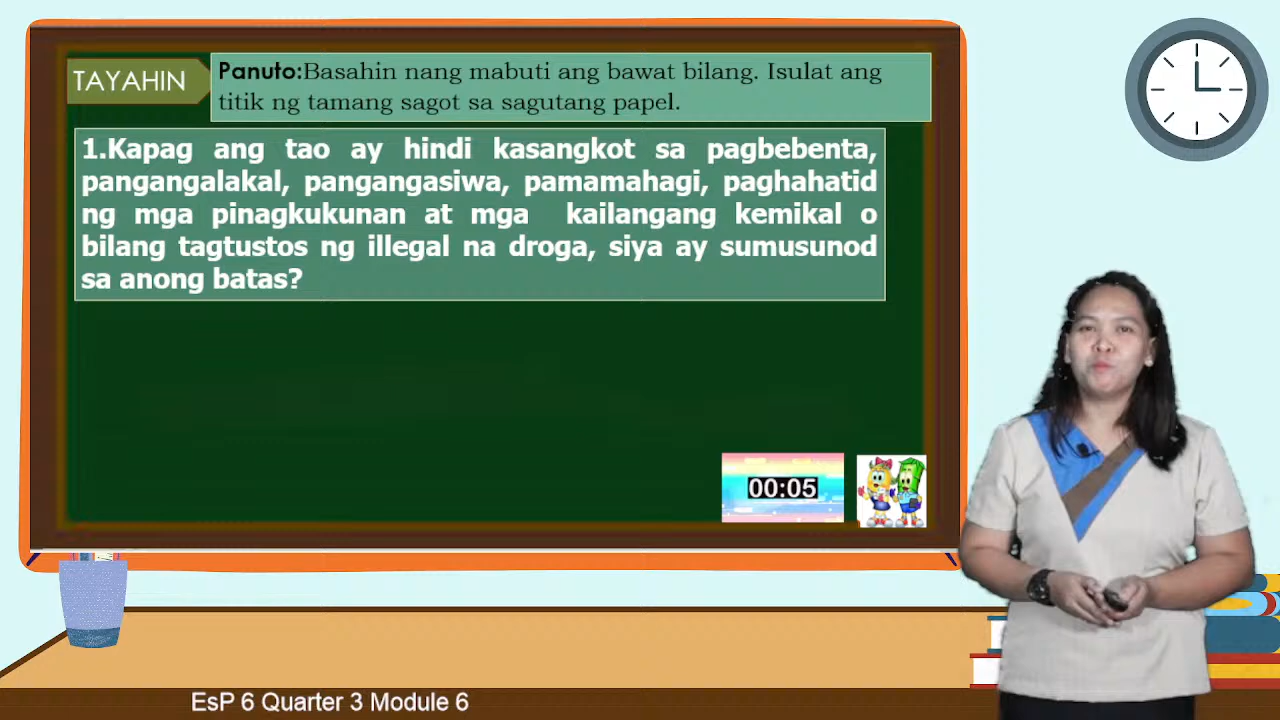 TAYAHIN
Panuto:Basahin nang mabuti ang bawat bilang. Isulat ang
titik ng tamang sagot sa sagutang papel.
1.Kapag ang tao ay hindi kasangkot sa pagbebenta,
pangangalakal, pangangasiwa, pamamahagi, paghahatid
ng mga pinagkukunan at mga kailangang kemikal o
bilang tagtustos ng illegal na droga, siya ay sumusunod
sa anong batas?
00:05
EsP 6 Quarter 3 Module 6